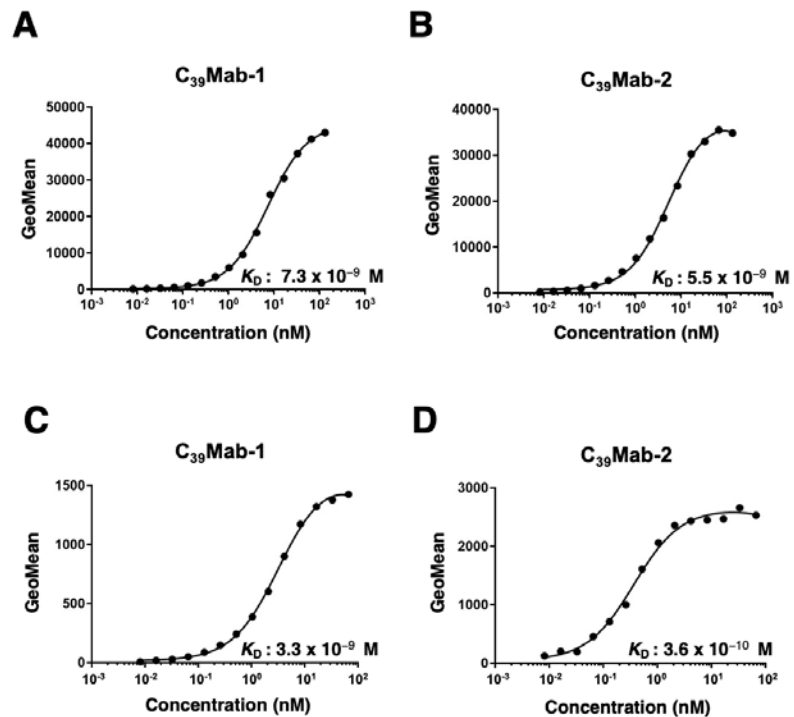 A
C₃₉Mab-1
50000
40000
30000
20000
10000
0
GeoMean
K_D : 7.3 x 10⁻⁹ M
10⁻³ 10⁻² 10⁻¹ 10⁰ 10¹ 10² 10³
Concentration (nM)
B
C₃₉Mab-2
40000
30000
20000
10000
0
GeoMean
K_D : 5.5 x 10⁻⁹ M
10⁻³ 10⁻² 10⁻¹ 10⁰ 10¹ 10² 10³
Concentration (nM)
C
C₃₉Mab-1
1500
1000
500
0
GeoMean
K_D : 3.3 x 10⁻⁹ M
10⁻³ 10⁻² 10⁻¹ 10⁰ 10¹ 10²
Concentration (nM)
D
C₃₉Mab-2
3000
2000
1000
0
GeoMean
K_D : 3.6 x 10⁻¹⁰ M
10⁻³ 10⁻² 10⁻¹ 10⁰ 10¹ 10²
Concentration (nM)